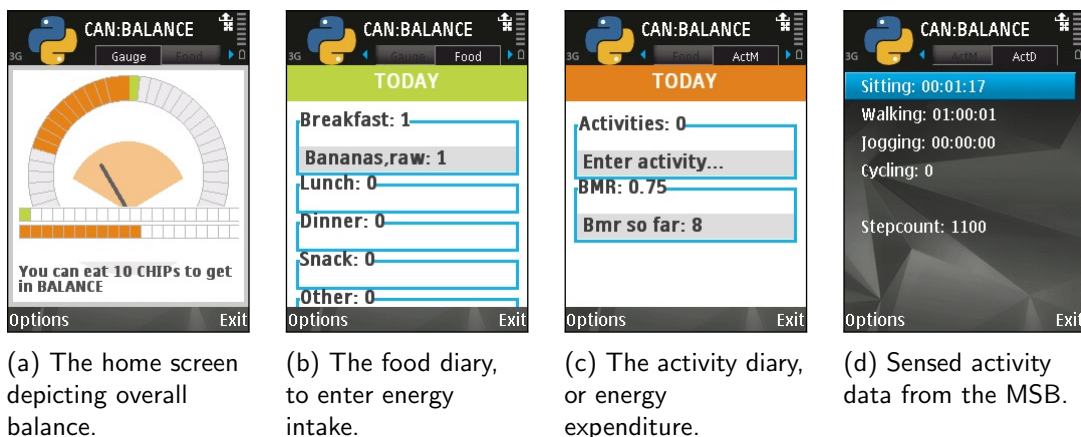 CAN:BALANCE
3G
Gauge Food
You can eat 10 CHIPs to get
in BALANCE
Options Exit
(a) The home screen
depicting overall
balance.
CAN:BALANCE
3G
Gauge Food
TODAY
Breakfast: 1
Bananas,raw: 1
Lunch: 0
Dinner: 0
Snack: 0
Other: 0
Options Exit
(b) The food diary,
to enter energy
intake.
CAN:BALANCE
3G
Food ActM
TODAY
Activities: 0
Enter activity...
BMR: 0.75
Bmr so far: 8
Options Exit
(c) The activity diary,
or energy
expenditure.
CAN:BALANCE
3G
ActM ActD
Sitting: 00:01:17
Walking: 01:00:01
Jogging: 00:00:00
Cycling: 0
Stepcount: 1100
Options Exit
(d) Sensed activity
data from the MSB.